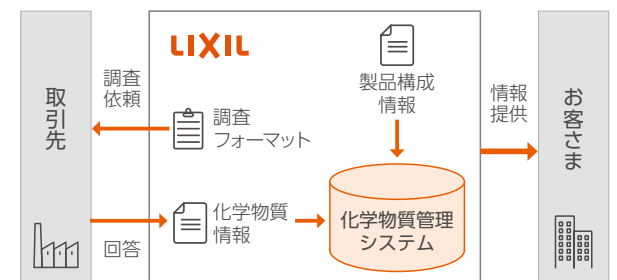 取引先
調査
依頼
回答
LIXIL
調査
フォーマット
化学物質
情報
製品構成
情報
化学物質管理
システム
情報
提供
お客さま